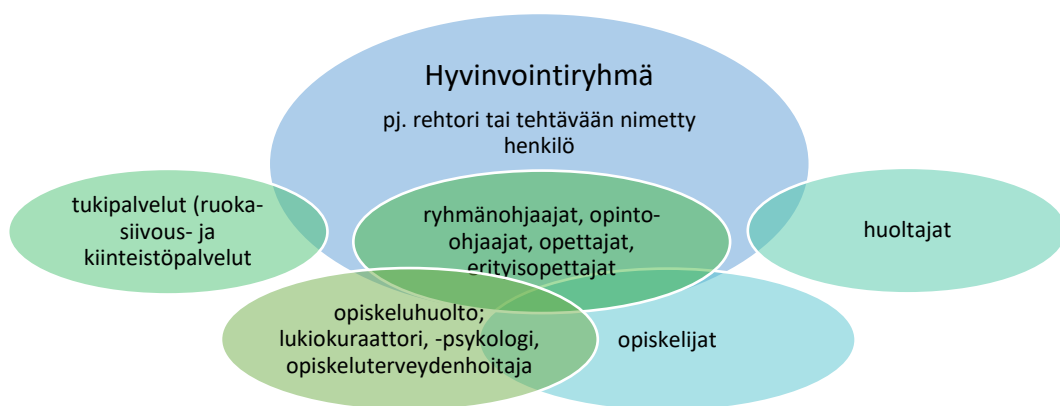 Hyvinvointiryhmä
pj. rehtori tai tehtävään nimetty
henkilö
tukipalvelut (ruoka-
siivous- ja
kiinteistöpalvelut
ryhmänohjaajat, opinto-
ohjaajat, opettajat,
erityisopettajat
huoltajat
opiskeluhuolto;
lukiokuraattori, -psykologi,
opiskeluterveydenhoitaja
opiskelijat